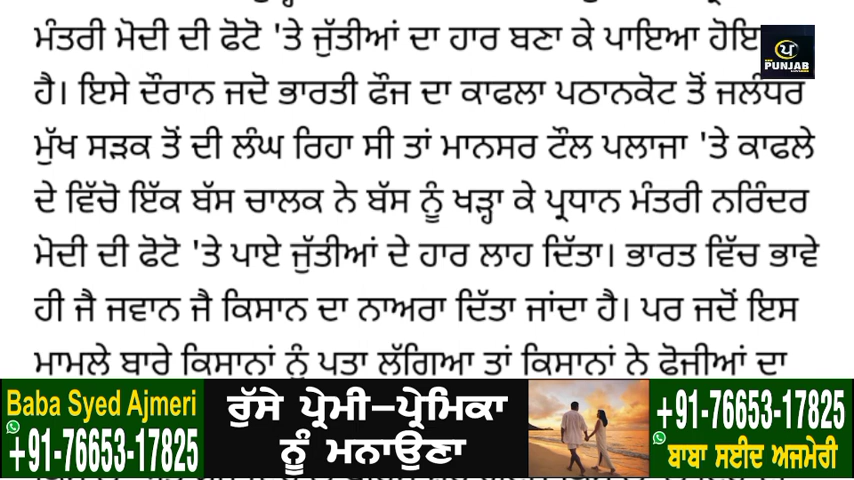 ਮੰਤਰੀ ਮੋਦੀ ਦੀ ਫੋਟੋ 'ਤੇ ਜੁੱਤੀਆਂ ਦਾ ਹਾਰ ਬਣਾ ਕੇ ਪਾਇਆ ਹੋਇ
PUNJAB
ਹੈ। ਇਸੇ ਦੌਰਾਨ ਜਦੋ ਭਾਰਤੀ ਫੌਜ ਦਾ ਕਾਫਲਾ ਪਠਾਨਕੋਟ ਤੋਂ ਜਲੰਧਰ
ਮੁੱਖ ਸੜਕ ਤੋਂ ਦੀ ਲੰਘ ਰਿਹਾ ਸੀ ਤਾਂ ਮਾਨਸਰ ਟੌਲ ਪਲਾਜਾ 'ਤੇ ਕਾਫਲੇ
ਦੇ ਵਿੱਚੋ ਇੱਕ ਬੱਸ ਚਾਲਕ ਨੇ ਬੱਸ ਨੂੰ ਖੜ੍ਹਾ ਕੇ ਪ੍ਰਧਾਨ ਮੰਤਰੀ ਨਰਿੰਦਰ
ਮੋਦੀ ਦੀ ਫੋਟੋ 'ਤੇ ਪਾਏ ਜੁੱਤੀਆਂ ਦੇ ਹਾਰ ਲਾਹ ਦਿੱਤਾ। ਭਾਰਤ ਵਿੱਚ ਭਾਵੇ
ਹੀ ਜੈ ਜਵਾਨ ਜੈ ਕਿਸਾਨ ਦਾ ਨਾਅਰਾ ਦਿੱਤਾ ਜਾਂਦਾ ਹੈ। ਪਰ ਜਦੋਂ ਇਸ
ਮਾਮਲੇ ਬਾਰੇ ਕਿਸਾਨਾਂ ਨੂੰ ਪਤਾ ਲੱਗਿਆ ਤਾਂ ਕਿਸਾਨਾਂ ਨੇ ਫੋਜੀਆਂ ਦਾ
Baba Syed Ajmeri
+91-76653-17825
ਰੁੱਸੇ ਪ੍ਰੇਮੀ-ਪ੍ਰੇਮਿਕਾ
ਨੂੰ ਮਨਾਉਣਾ
+91-76653-17825
ਬਾਬਾ ਸਈਦ ਅਜਮੇਰੀ